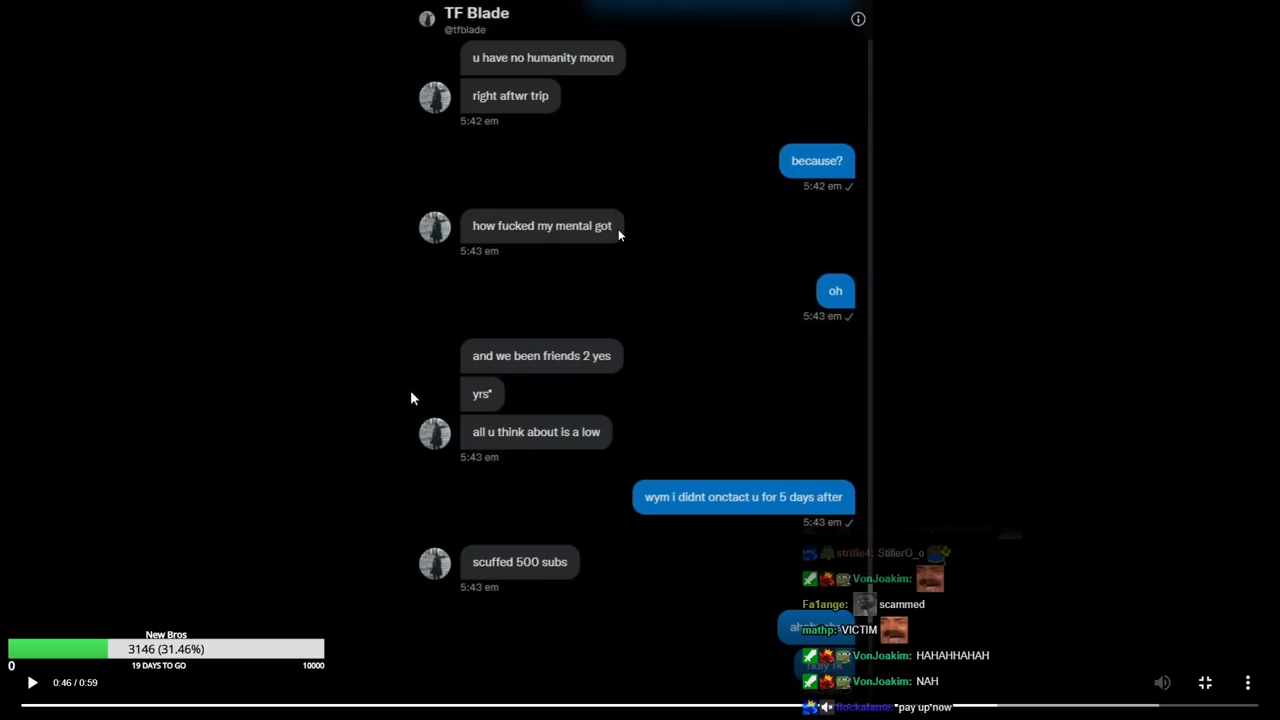 TF Blade
@tfblade
u have no humanity moron
right aftwr trip
5:42 em
because?
5:42 em ✓
how fucked my mental got
5:43 em
oh
5:43 em ✓
and we been friends 2 yes
yrs*
all u think about is a low
5:43 em
wym i didnt onctact u for 5 days after
5:43 em ✓
scuffed 500 subs
5:43 em
strifle4: StiflerO_o
VonJoakim:
Fa1ange: scammed
mathp: VICTIM
VonJoakim: HAHAHHAHAH
VonJoakim: NAH
flockafame: "pay up"now
New Bros
3146 (31.46%)
0 19 DAYS TO GO 10000
0:46 / 0:59